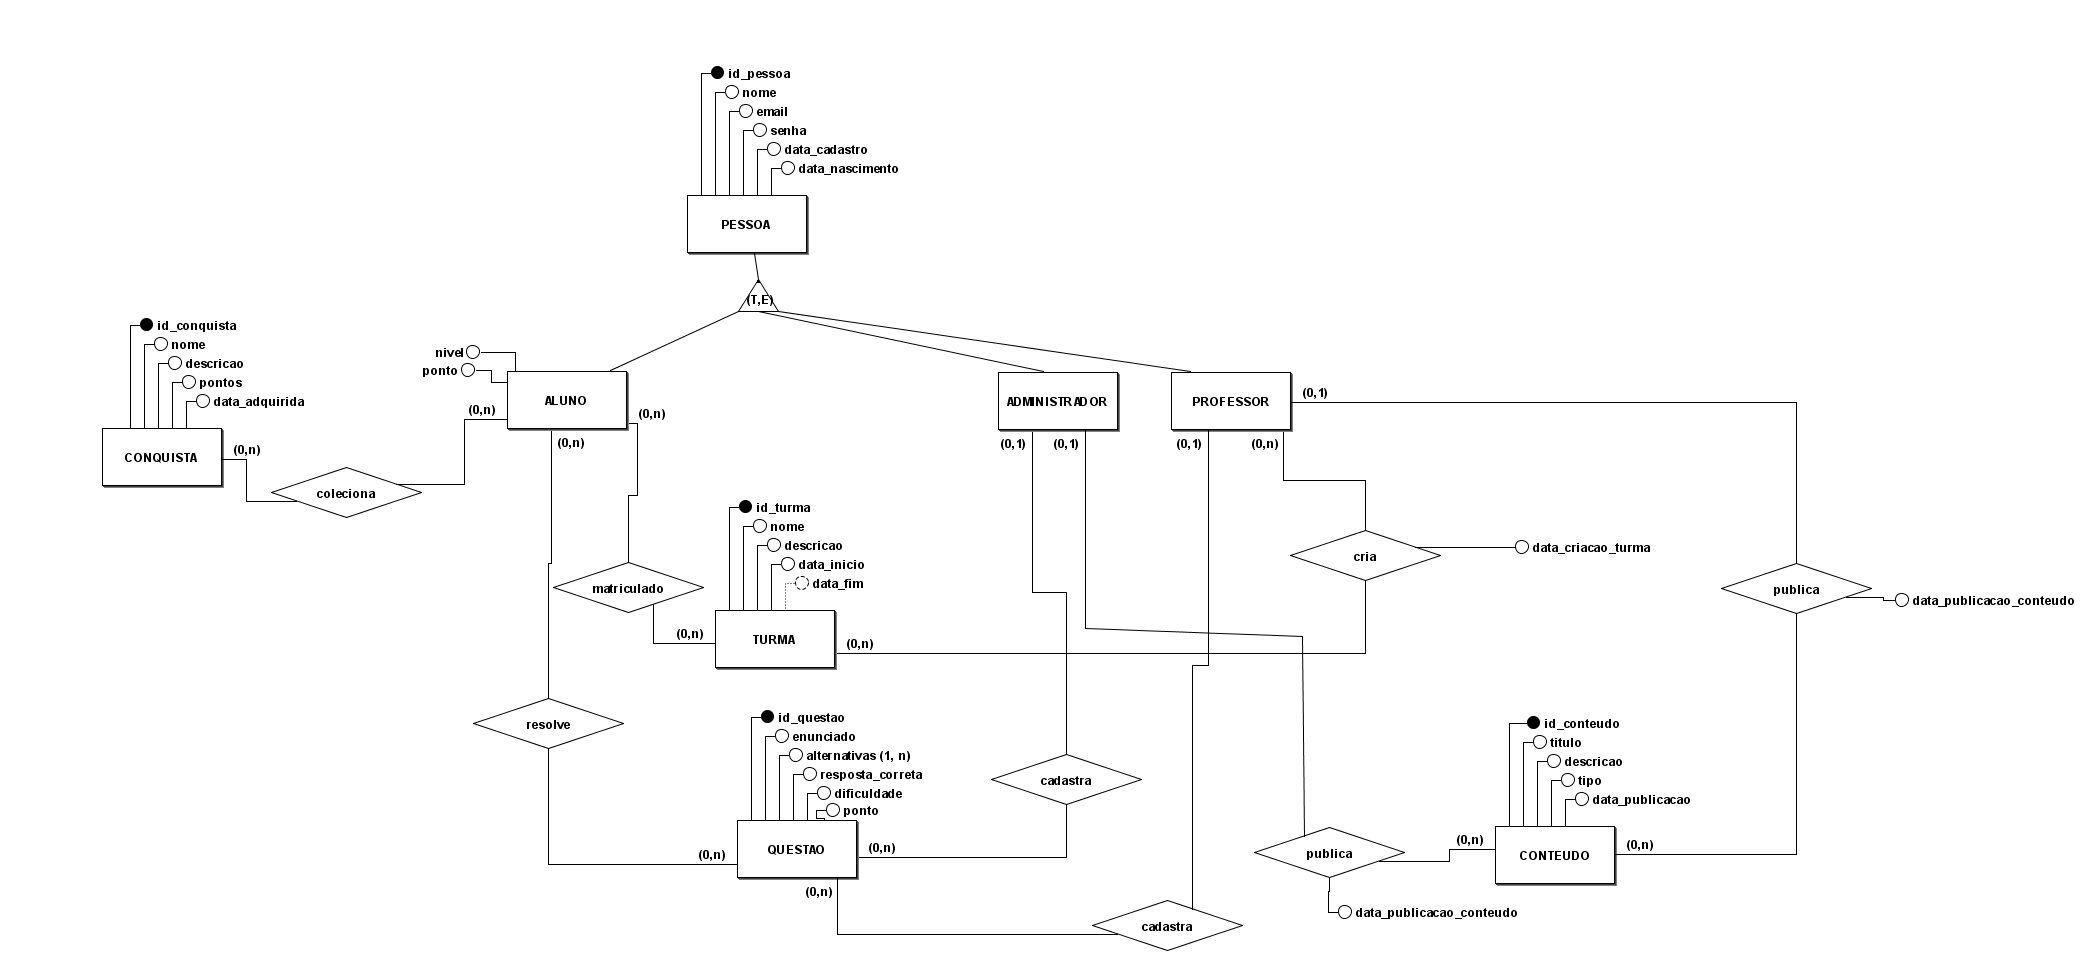 id_pessoa
nome
email
senha
data_cadastro
data_nascimento
PESSOA
(T,E)
id_conquista
nome
descricao
pontos
data_adquirida
CONQUISTA
(0,n)
coleciona
nivel
ponto
(0,n)
ALUNO
(0,n)
(0,n)
ADMINISTRADOR
(0,1)
(0,1)
PROFESSOR
(0,1)
(0,1)
(0,n)
id_turma
nome
descricao
data_inicio
data_fim
matriculado
(0,n)
TURMA
(0,n)
cria
data_criacao_turma
publica
data_publicacao_conteudo
resolve
id_questao
enunciado
alternativas (1, n)
resposta_correta
dificuldade
ponto
(0,n)
QUESTAO
(0,n)
(0,n)
cadastra
cadastra
id_conteudo
titulo
descricao
tipo
data_publicacao
publica
(0,n)
CONTEUDO
(0,n)
data_publicacao_conteudo